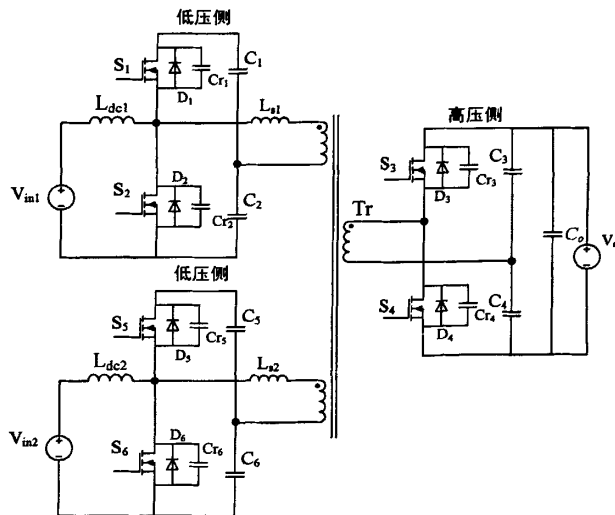 低压侧
S1
D1
Cr1
C1
Ldc1
Ls1
Vin1
S2
D2
Cr2
C2
低压侧
S5
D5
Cr5
C5
Ldc2
Ls2
Vin2
S6
D6
Cr6
C6
Tr
高压侧
S3
D3
Cr3
C3
Co
S4
D4
Cr4
C4